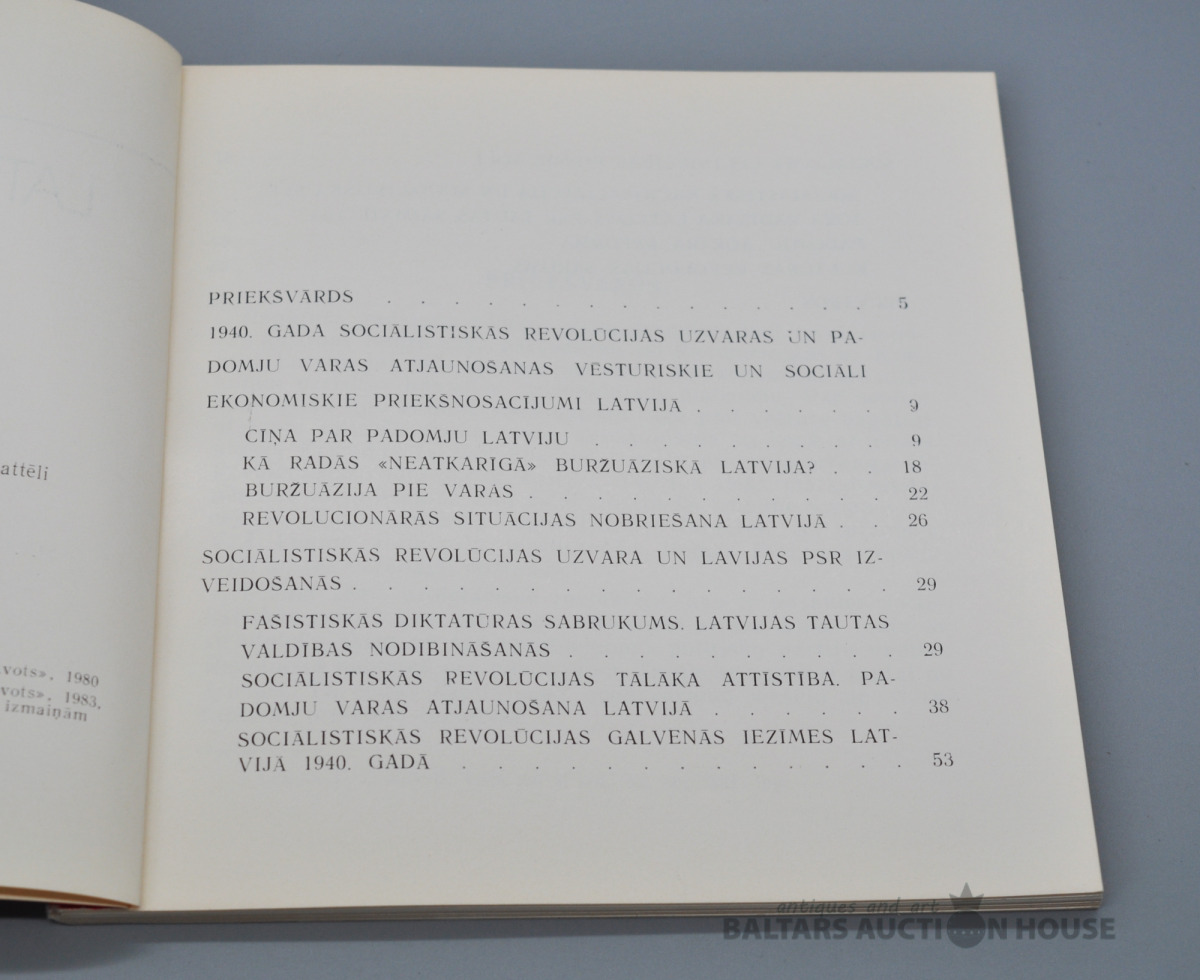 LAT
attēli
vots», 1980
vots», 1983,
izmaiņām
PRIEKŠVĀRDS . . . . . . . . . . . . . . 5
1940. GADA SOCIĀLISTISKĀS REVOLŪCIJAS UZVARAS UN PA-
DOMJU VARAS ATJAUNOŠANAS VĒSTURISKIE UN SOCIĀLI
EKONOMISKIE PRIEKŠNOSACĪJUMI LATVIJĀ . . . . . . 9
CĪŅA PAR PADOMJU LATVIJU . . . . . . . . . 9
KĀ RADĀS «NEATKARĪGĀ» BURŽUĀZISKĀ LATVIJA? . . 18
BURŽUĀZIJA PIE VARAS . . . . . . . . . . . 22
REVOLUCIONĀRĀS SITUĀCIJAS NOBRIEŠANA LATVIJĀ . . 26
SOCIĀLISTISKĀS REVOLŪCIJAS UZVARA UN LAVIJAS PSR IZ-
VEIDOŠANĀS . . . . . . . . . . . . . . . 29
FAŠISTISKĀS DIKTATŪRAS SABRUKUMS. LATVIJAS TAUTAS
VALDĪBAS NODIBINĀŠANĀS . . . . . . . . . . 29
SOCIĀLISTISKĀS REVOLŪCIJAS TĀLĀKA ATTĪSTĪBA. PA-
DOMJU VARAS ATJAUNOŠANA LATVIJĀ . . . . . . 38
SOCIĀLISTISKĀS REVOLŪCIJAS GALVENĀS IEZĪMES LAT-
VIJĀ 1940. GADĀ . . . . . . . . . . . . . 53
antiques and art
BALTARS AUCTION HOUSE